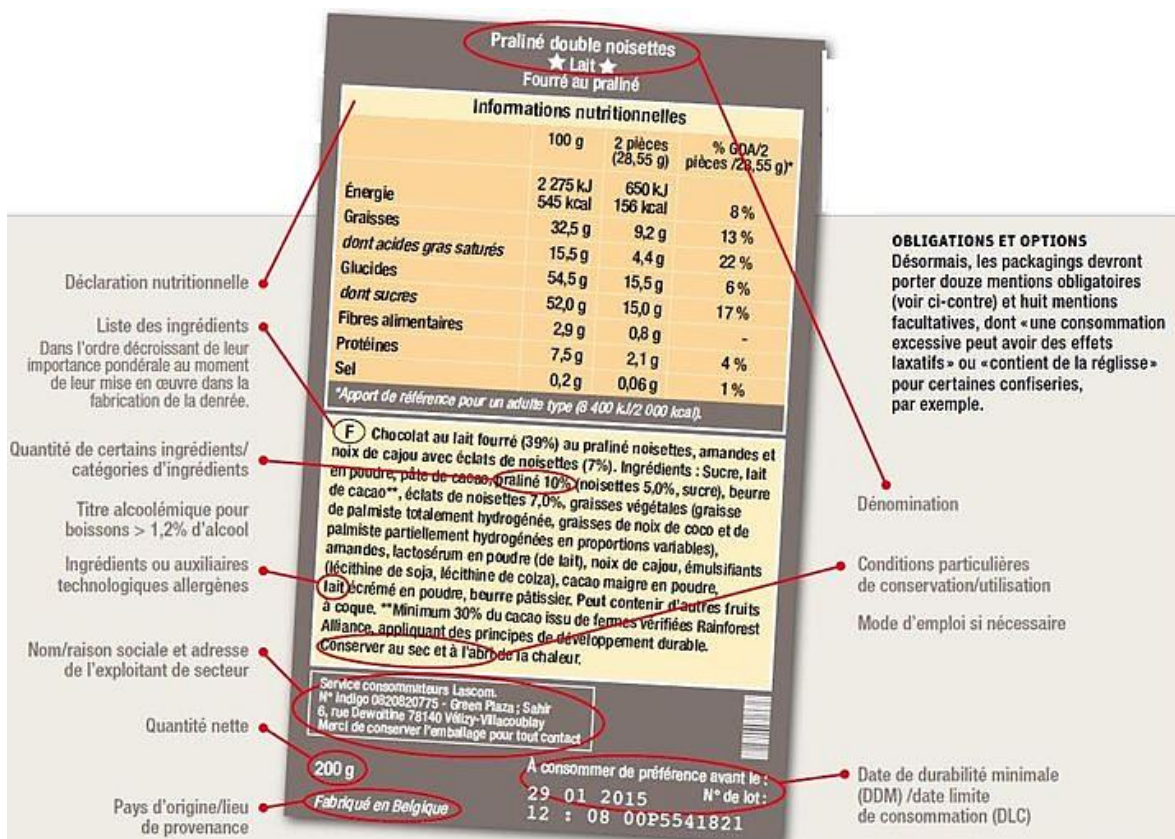 Praliné double noisettes
★ Lait ★
Fourré au praliné
Informations nutritionnelles
100 g 2 pièces (28,55 g) % GDA/2 pièces /28,55 g)*
Énergie 2 275 kJ 545 kcal 650 kJ 156 kcal 8 %
Graisses 32,5 g 9,2 g 13 %
dont acides gras saturés 15,5 g 4,4 g 22 %
Glucides 54,5 g 15,5 g 6 %
dont sucres 52,0 g 15,0 g 17 %
Fibres alimentaires 2,9 g 0,8 g -
Protéines 7,5 g 2,1 g 4 %
Sel 0,2 g 0,06 g 1 %
*Apport de référence pour un adulte type (8 400 kJ/2 000 kcal).
F Chocolat au lait fourré (39%) au praliné noisettes, amandes et
noix de cajou avec éclats de noisettes (7%). Ingrédients : Sucre, lait
en poudre, pâte de cacao, praliné 10% (noisettes 5,0%, sucre), beurre
de cacao**, éclats de noisettes 7,0%, graisses végétales (graisse
de palmiste totalement hydrogénée, graisses de noix de coco et de
palmiste partiellement hydrogénées en proportions variables),
amandes, lactosérum en poudre (de lait), noix de cajou, émulsifiants
(lécithine de soja, lécithine de colza), cacao maigre en poudre,
lait écrémé en poudre, beurre pâtissier. Peut contenir d'autres fruits
à coque. **Minimum 30% du cacao issu de fermes vérifiées Rainforest
Alliance, appliquant des principes de développement durable.
Conserver au sec et à l'abri de la chaleur.
Service consommateurs Lascom.
N° Indigo 0820820775 - Green Plaza ; Sahir
6, rue Dewoitine 78140 Vélizy-Villacoublay
Merci de conserver l'emballage pour tout contact
200 g
Fabriqué en Belgique
A consommer de préférence avant le :
N° de lot :
29 01 2015
12 : 08 00P5541821
Déclaration nutritionnelle
Liste des ingrédients
Dans l'ordre décroissant de leur
importance pondérale au moment
de leur mise en œuvre dans la
fabrication de la denrée.
Quantité de certains ingrédients/
catégories d'ingrédients
Titre alcoolémique pour
boissons > 1,2% d'alcool
Ingrédients ou auxiliaires
technologiques allergènes
Nom/raison sociale et adresse
de l'exploitant de secteur
Quantité nette
Pays d'origine/lieu
de provenance
OBLIGATIONS ET OPTIONS
Désormais, les packagings devront
porter douze mentions obligatoires
(voir ci-contre) et huit mentions
facultatives, dont «une consommation
excessive peut avoir des effets
laxatifs» ou «contient de la réglisse»
pour certaines confiseries,
par exemple.
Dénomination
Conditions particulières
de conservation/utilisation
Mode d'emploi si nécessaire
Date de durabilité minimale
(DDM) /date limite
de consommation (DLC)